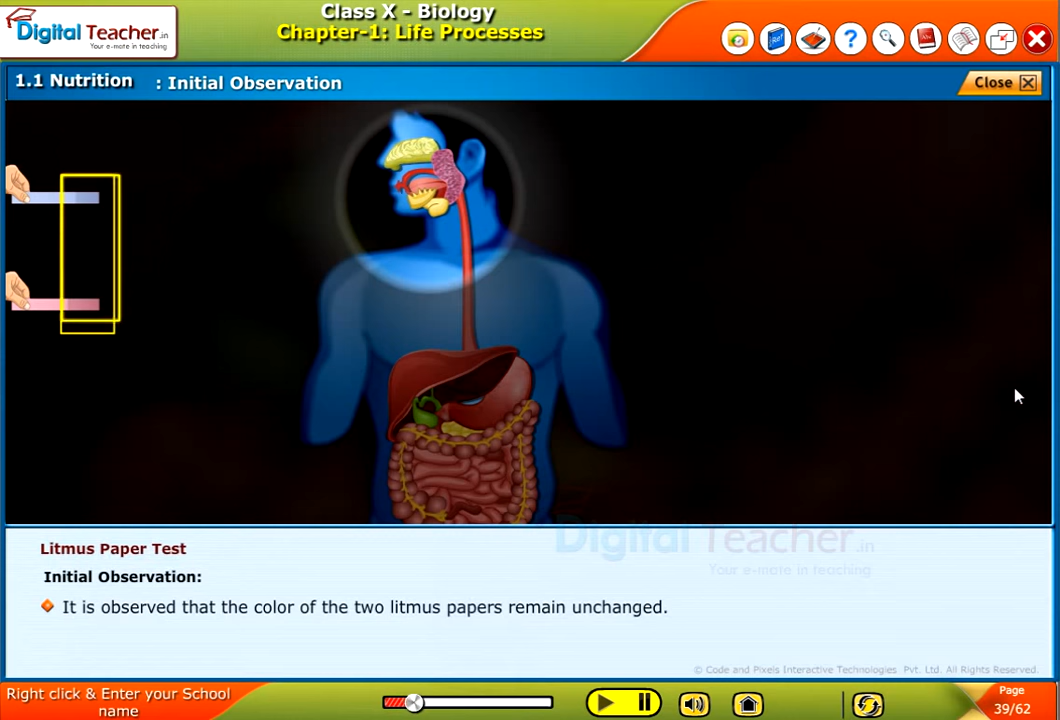 Class X - Biology
Digital Teacher.in
Your e-mate in teaching
Chapter-1: Life Processes
1.1 Nutrition : Initial Observation
Close
Litmus Paper Test
Digital Teacher.in
Your e-mate in teaching
Initial Observation:
It is observed that the color of the two litmus papers remain unchanged.
© Code and Pixels Interactive Technologies Pvt. Ltd. All Rights Reserved.
Right click & Enter your School
name
Page
39/62